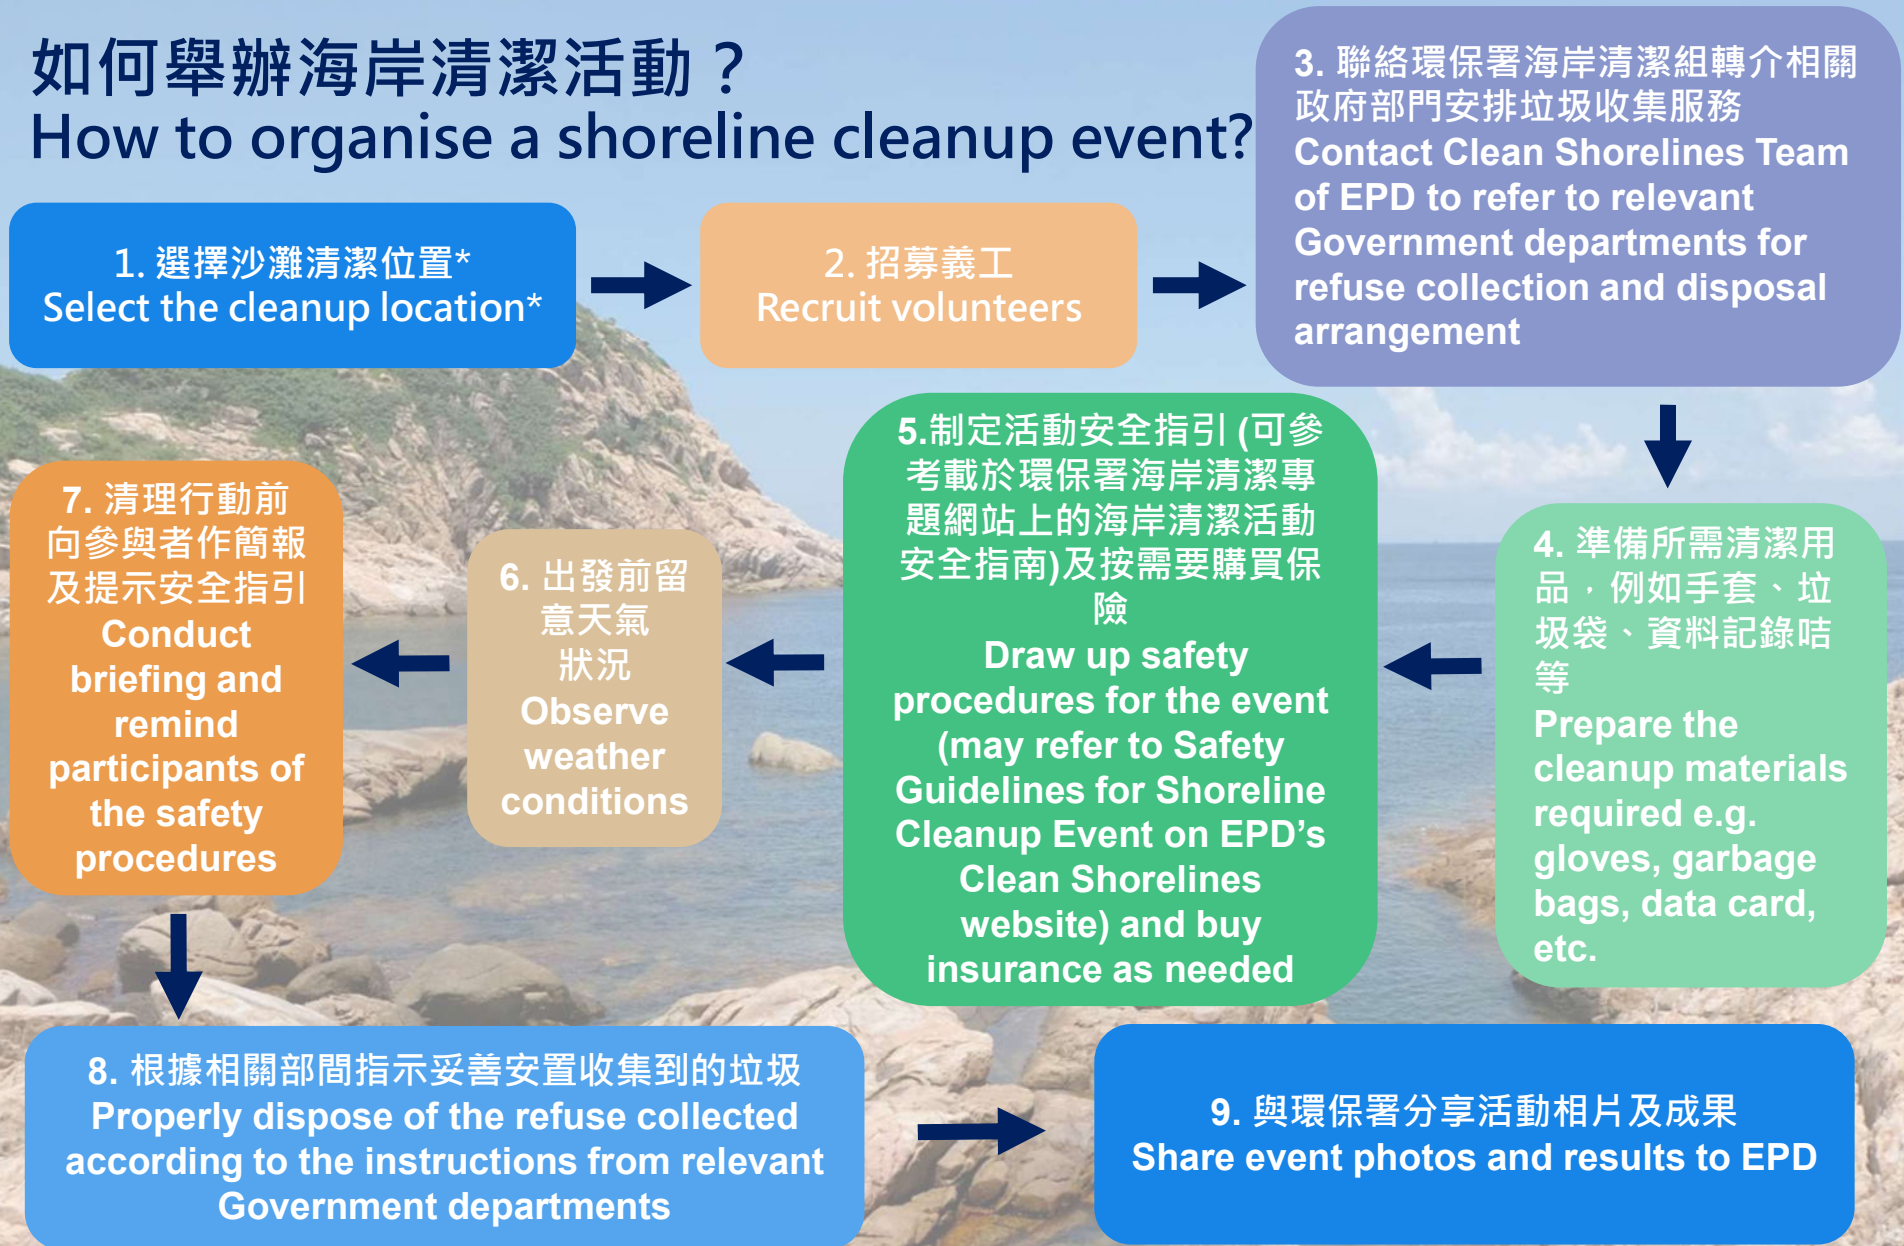 如何舉辦海岸清潔活動？
How to organise a shoreline cleanup event?
1. 選擇沙灘清潔位置*
Select the cleanup location*
2. 招募義工
Recruit volunteers
3. 聯絡環保署海岸清潔組轉介相關
政府部門安排垃圾收集服務
Contact Clean Shorelines Team
of EPD to refer to relevant
Government departments for
refuse collection and disposal
arrangement
4. 準備所需清潔用
品，例如手套、垃
圾袋、資料記錄咭
等
Prepare the
cleanup materials
required e.g.
gloves, garbage
bags, data card,
etc.
5.制定活動安全指引 (可參
考載於環保署海岸清潔專
題網站上的海岸清潔活動
安全指南)及按需要購買保
險
Draw up safety
procedures for the event
(may refer to Safety
Guidelines for Shoreline
Cleanup Event on EPD’s
Clean Shorelines
website) and buy
insurance as needed
6. 出發前留
意天氣
狀況
Observe
weather
conditions
7. 清理行動前
向參與者作簡報
及提示安全指引
Conduct
briefing and
remind
participants of
the safety
procedures
8. 根據相關部間指示妥善安置收集到的垃圾
Properly dispose of the refuse collected
according to the instructions from relevant
Government departments
9. 與環保署分享活動相片及成果
Share event photos and results to EPD